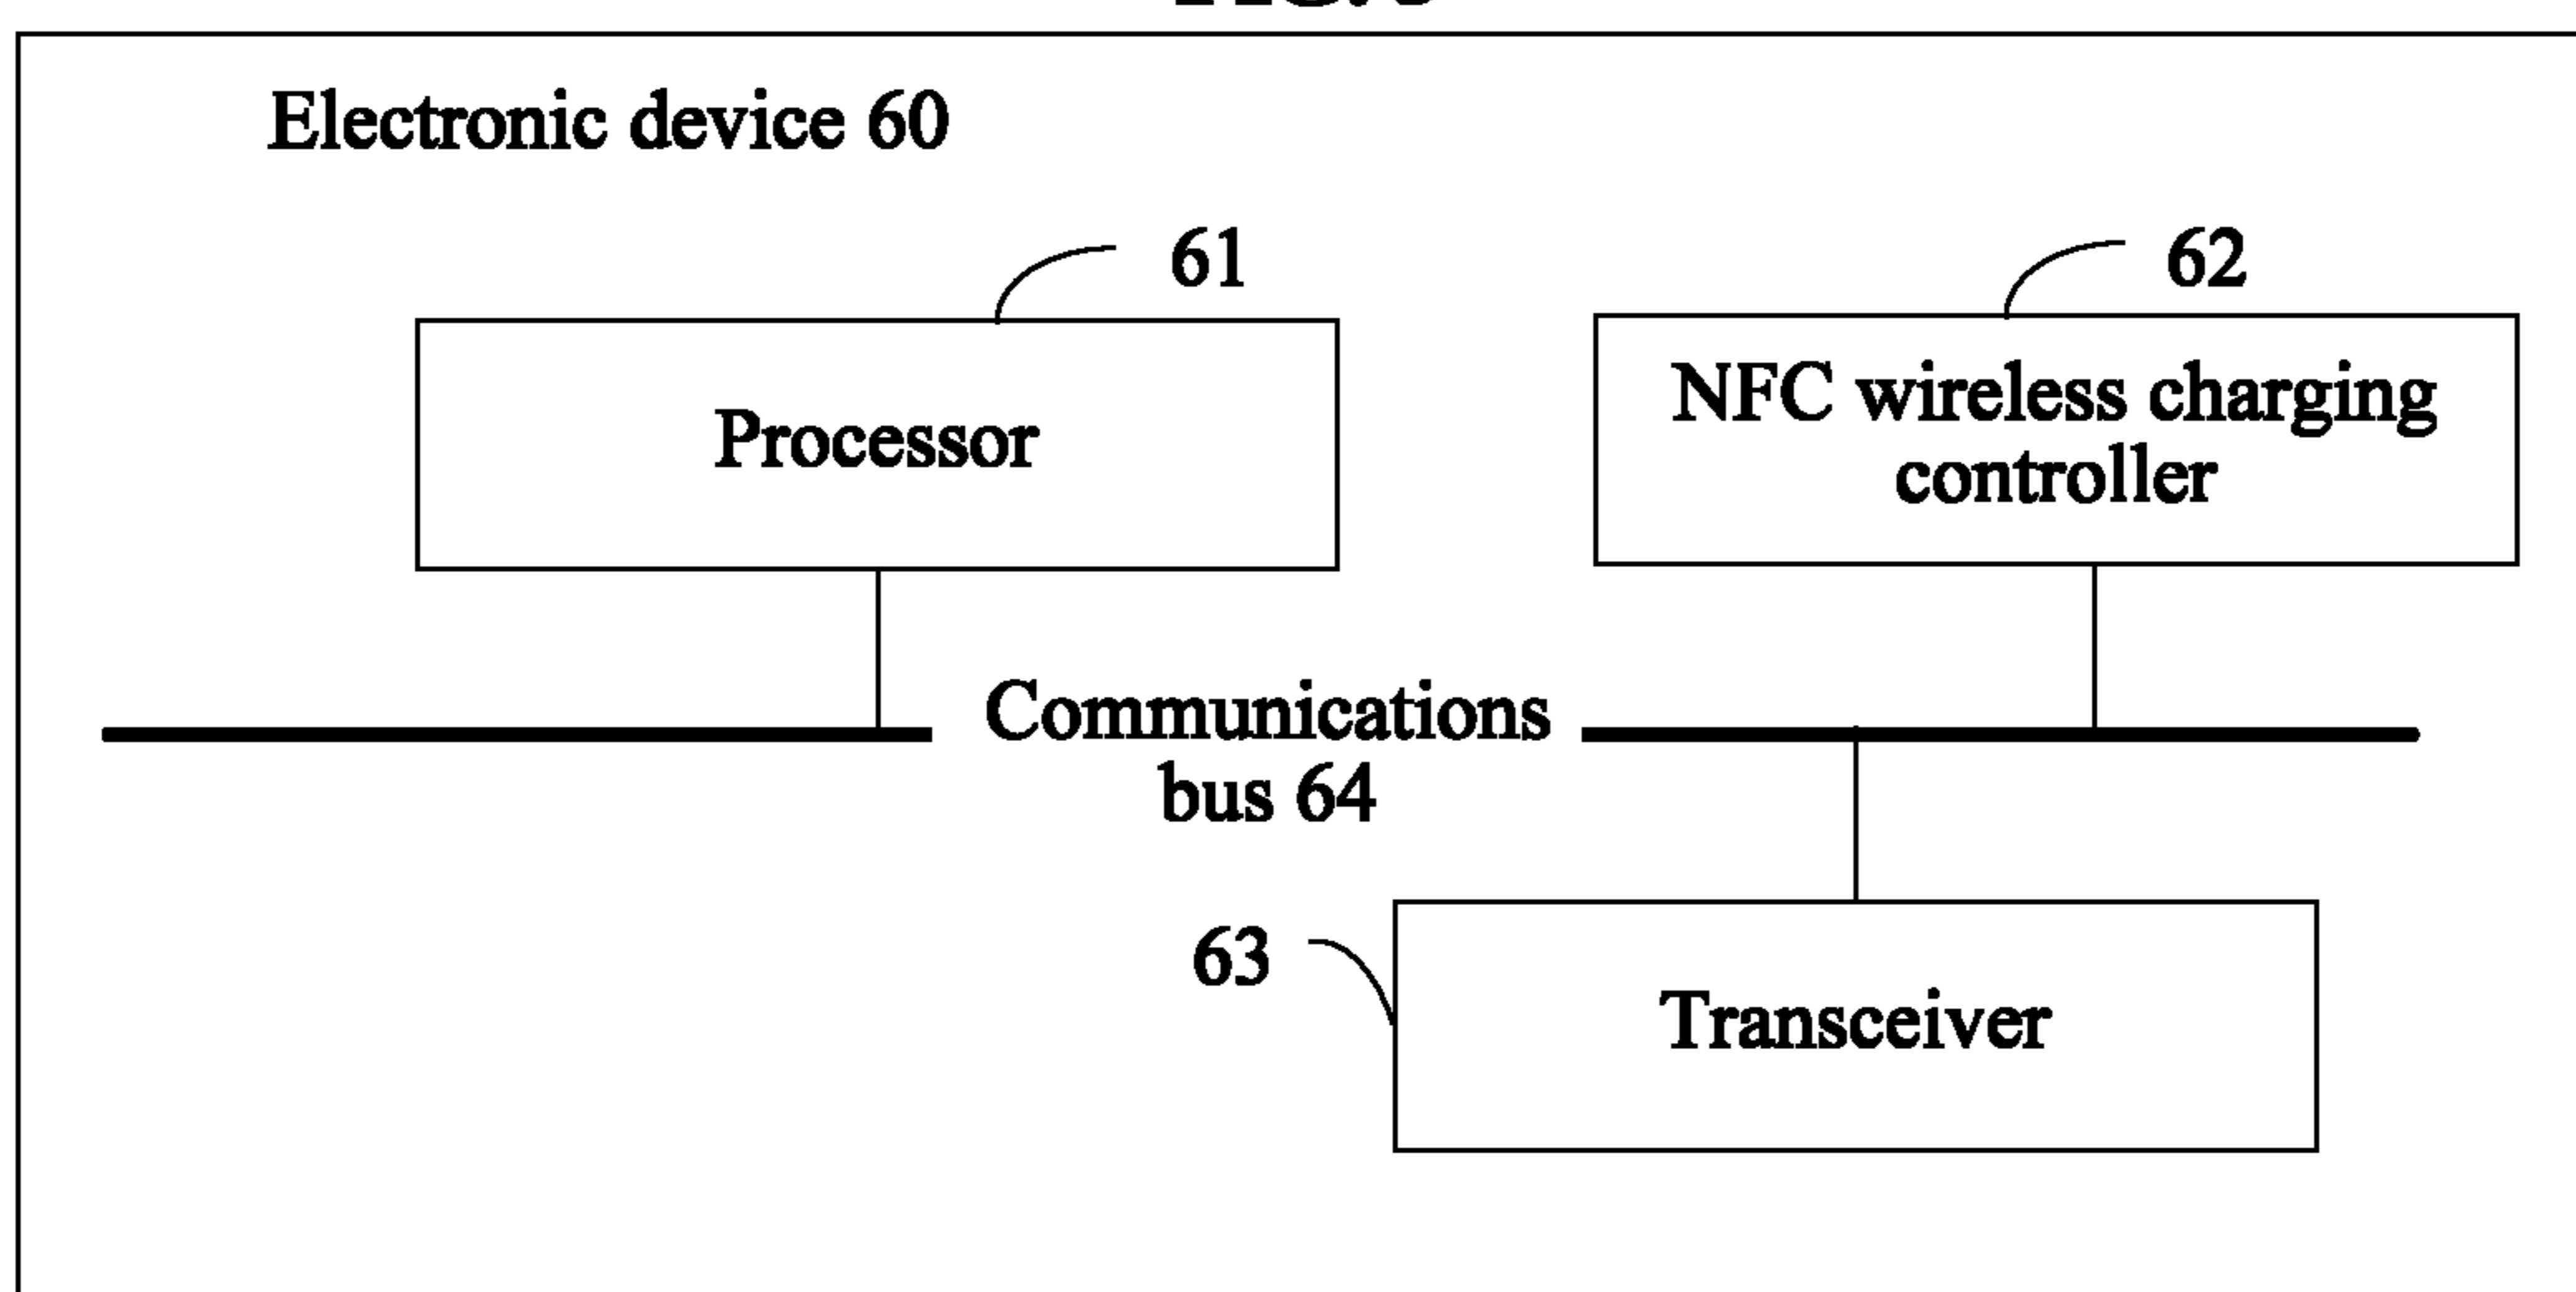 Electronic device 60
61
62
Processor
NFC wireless charging
controller
Communications
bus 64
63
Transceiver